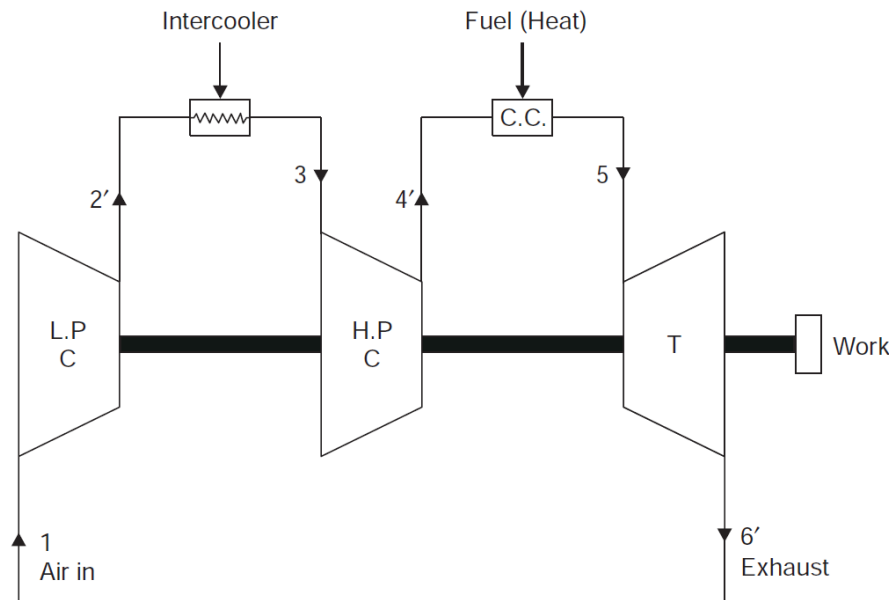 Intercooler
Fuel (Heat)
C.C.
3
5
2′
4′
L.P
C
H.P
C
T
Work
1
Air in
6′
Exhaust